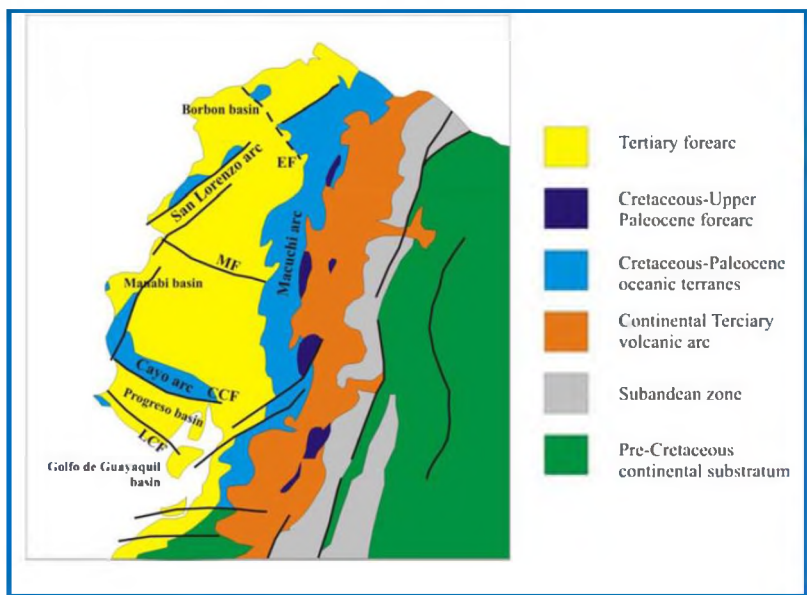 Borbon basin
EF
San Lorenzo arc
Macuchi arc
MF
Manabi basin
Cayo arc
CCF
Progreso basin
LCF
Golfo de Guayaquil
basin
Tertiary forearc
Cretaceous-Upper
Paleocene forearc
Cretaceous-Paleocene
oceanic terranes
Continental Terciary
volcanic arc
Subandean zone
Pre-Cretaceous
continental substratum